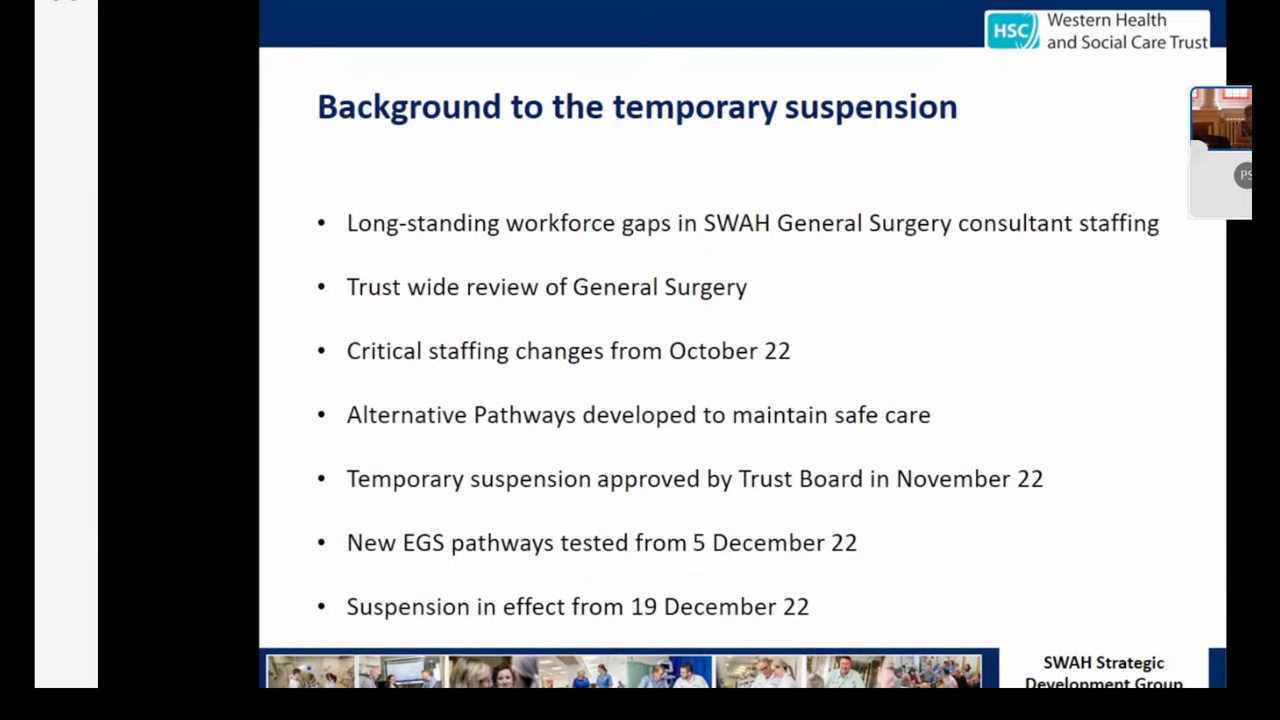 HSC
Western Health
and Social Care Trust
Background to the temporary suspension
PS
• Long-standing workforce gaps in SWAH General Surgery consultant staffing
• Trust wide review of General Surgery
• Critical staffing changes from October 22
• Alternative Pathways developed to maintain safe care
• Temporary suspension approved by Trust Board in November 22
• New EGS pathways tested from 5 December 22
• Suspension in effect from 19 December 22
SWAH Strategic
Development Group